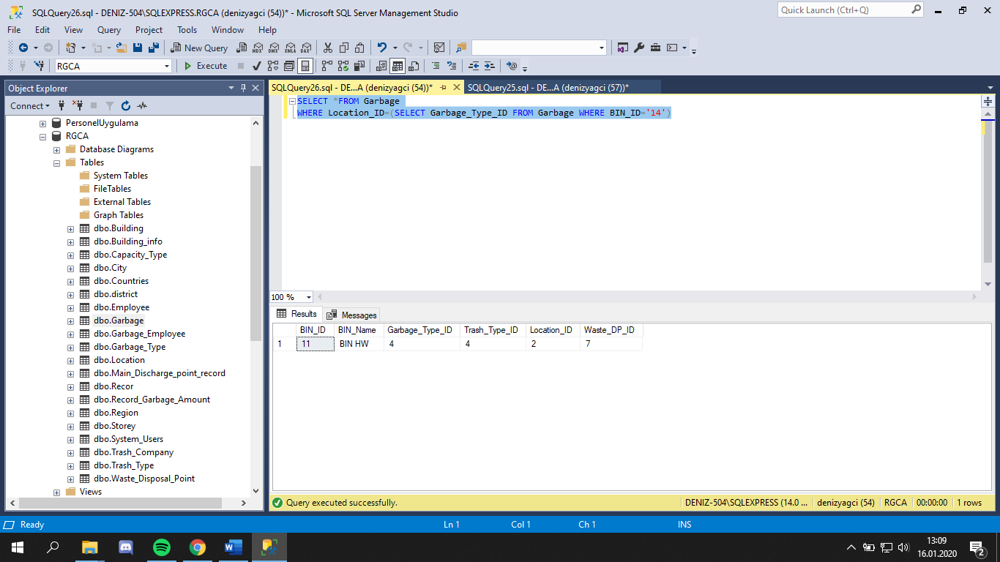 SQLQuery26.sql - DENIZ-504\SQLEXPRESS.RGCA (denizyagci (54))* - Microsoft SQL Server Management Studio
Quick Launch (Ctrl+Q)
File Edit View Query Project Tools Window Help
New Query MDX DMX XMLA DAX
RGCA Execute
Object Explorer
Connect
PersonelUygulama
RGCA
Database Diagrams
Tables
System Tables
FileTables
External Tables
Graph Tables
dbo.Building
dbo.Building_info
dbo.Capacity_Type
dbo.City
dbo.Countries
dbo.district
dbo.Employee
dbo.Garbage
dbo.Garbage_Employee
dbo.Garbage_Type
dbo.Location
dbo.Main_Discharge_point_record
dbo.Recor
dbo.Record_Garbage_Amount
dbo.Region
dbo.Storey
dbo.System_Users
dbo.Trash_Company
dbo.Trash_Type
dbo.Waste_Disposal_Point
Views
SQLQuery26.sql - DE...A (denizyagci (54))* SQLQuery25.sql - DE...A (denizyagci (57))*
SELECT *FROM Garbage
WHERE Location_ID=(SELECT Garbage_Type_ID FROM Garbage WHERE BIN_ID='14')
100 %
Results Messages
BIN_ID BIN_Name Garbage_Type_ID Trash_Type_ID Location_ID Waste_DP_ID
1 11 BIN HW 4 4 2 7
Query executed successfully. DENIZ-504\SQLEXPRESS (14.0 ... denizyagci (54) RGCA 00:00:00 1 rows
Ready Ln 1 Col 1 Ch 1 INS
13:09
16.01.2020
2